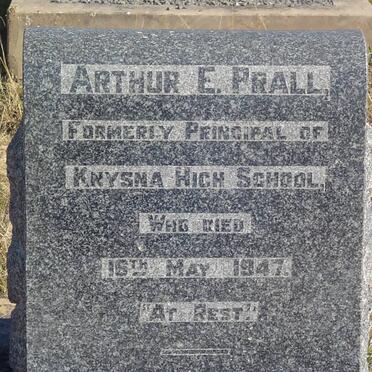 ARTHUR E. PRALL,
FORMERLY PRINCIPAL OF
KNYSNA HIGH SCHOOL,
WHO DIED
16TH MAY 1947.
"AT REST."